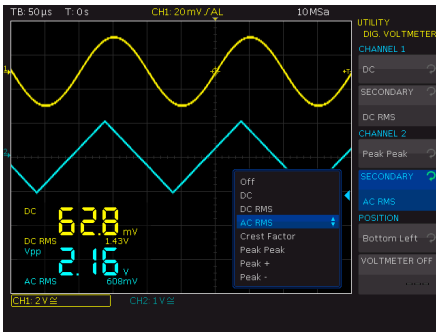 TB: 50 µs T: 0 s CH1: 20 mV / AL 10 MSa
UTILITY
DIG. VOLTMETER
CHANNEL 1
DC
SECONDARY
DC RMS
CHANNEL 2
Peak Peak
SECONDARY
AC RMS
POSITION
Bottom Left
VOLTMETER OFF
Off
DC
DC RMS
AC RMS
Crest Factor
Peak Peak
Peak +
Peak -
DC 62.8 mV
DC RMS 1.43V
Vpp 2.16 V
AC RMS 608mV
CH1: 2 V ≅
CH2: 1 V ≅